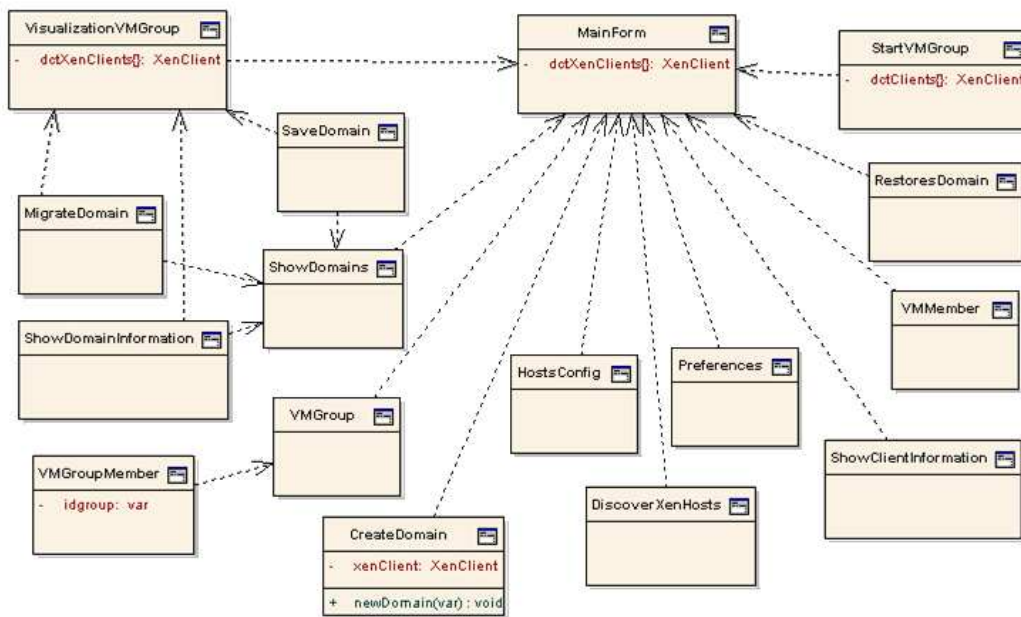 VisualizationVMGroup
- dctXenClients{}: XenClient
MainForm
- dctXenClients{}: XenClient
StartVMGroup
- dctClients{}: XenClient
SaveDomain
RestoresDomain
MigrateDomain
ShowDomains
VMMember
ShowDomainInformation
HostsConfig
Preferences
VMGroup
ShowClientInformation
VMGroupMember
- idgroup: var
DiscoverXenHosts
CreateDomain
- xenClient: XenClient
+ newDomain(var) : void